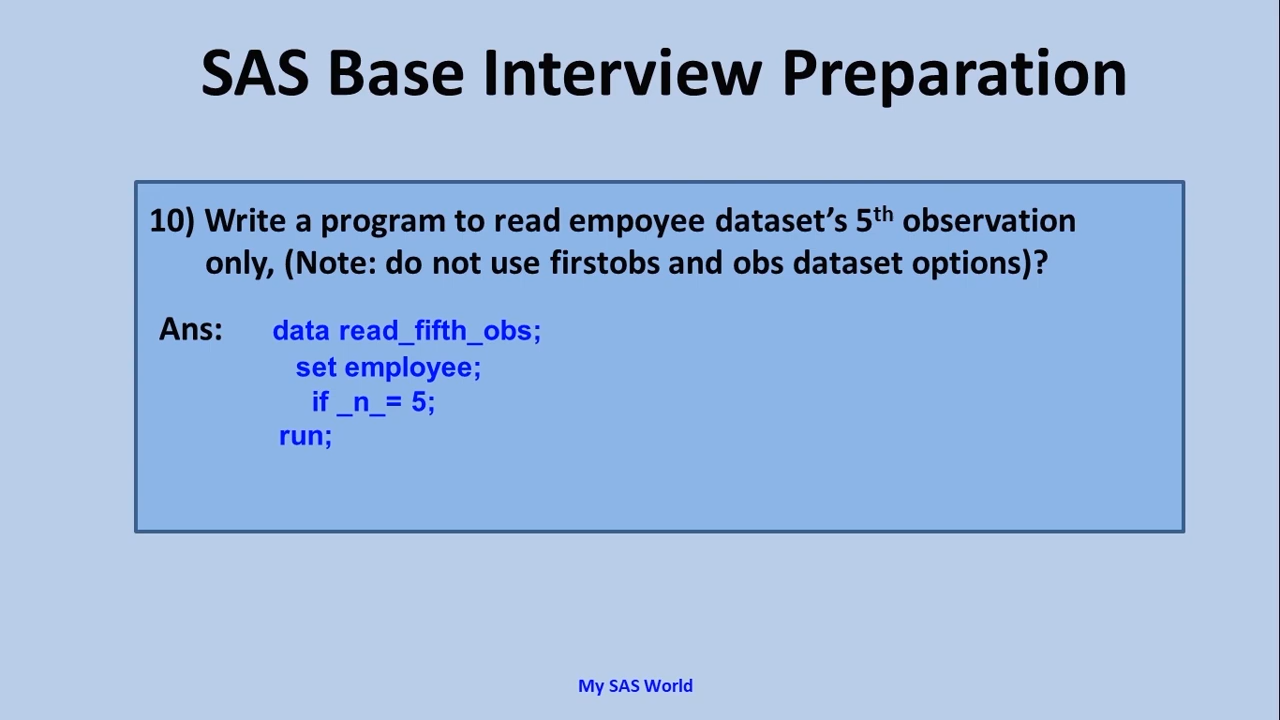 SAS Base Interview Preparation
10) Write a program to read empoyee dataset’s 5th observation
only, (Note: do not use firstobs and obs dataset options)?
Ans: data read_fifth_obs;
set employee;
if _n_= 5;
run;
My SAS World